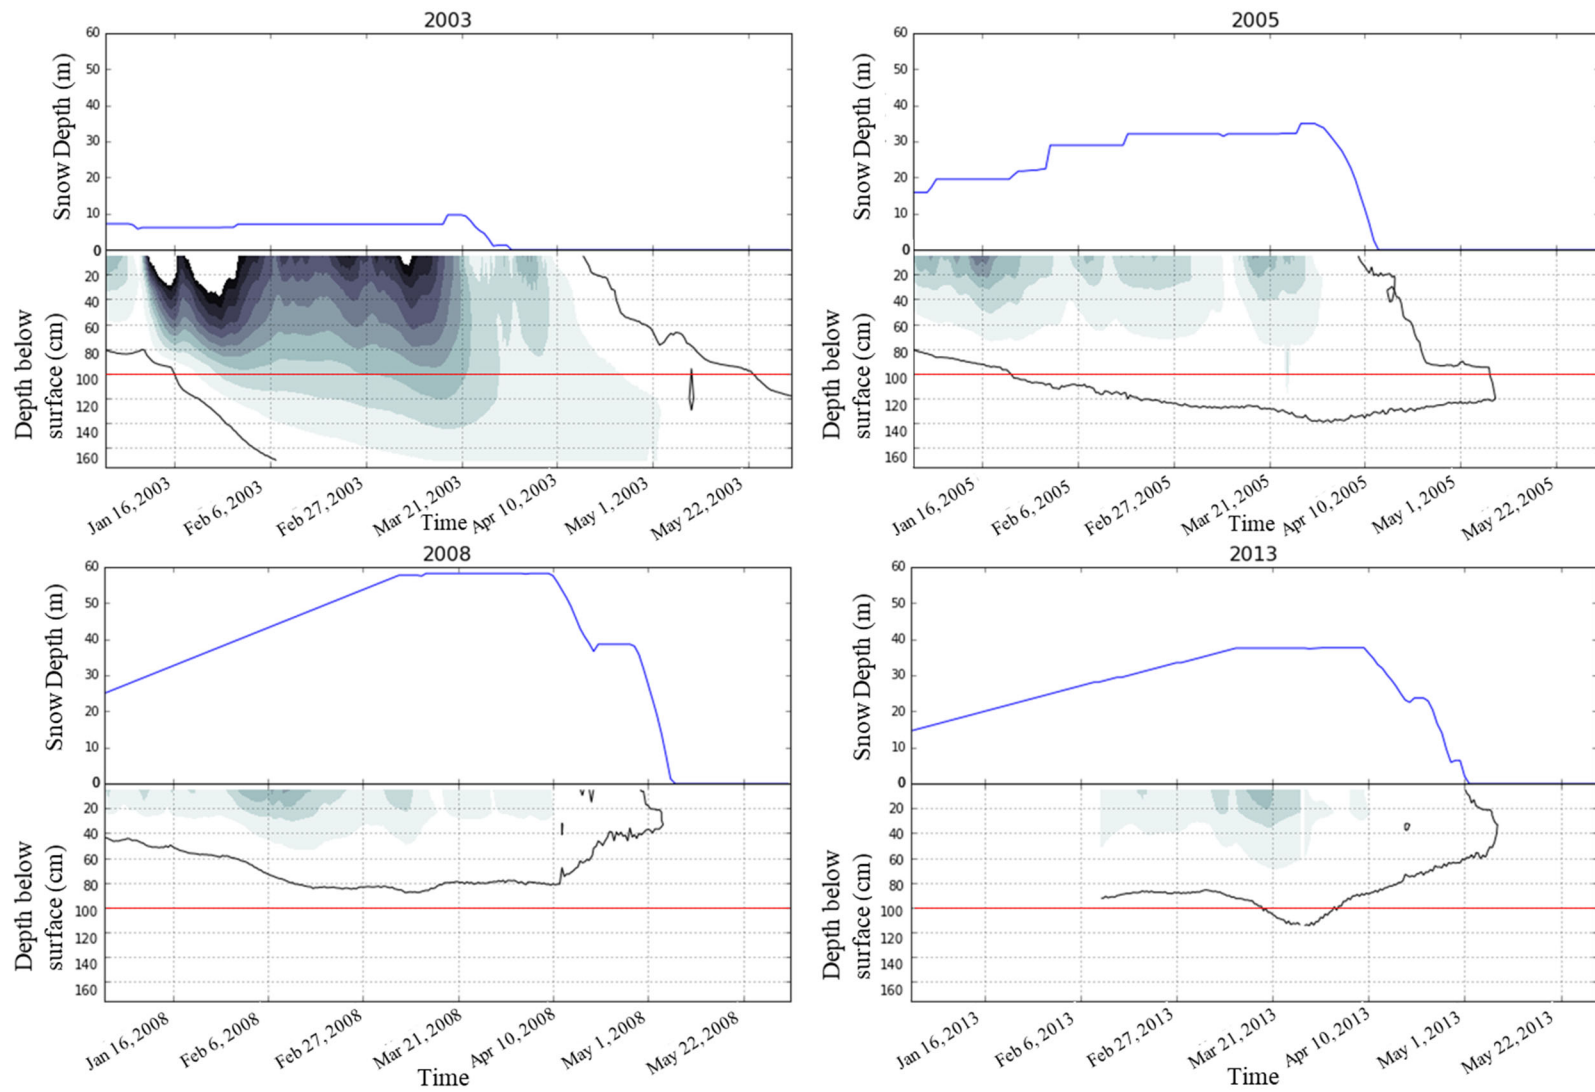 2003
60
50
40
30
20
10
0
Snow Depth (m)
20
40
60
80
100
120
140
160
Depth below
surface (cm)
Jan 16, 2003
Feb 6, 2003
Feb 27, 2003
Mar 21, 2003
Apr 10, 2003
May 1, 2003
May 22, 2003
Time
2005
60
50
40
30
20
10
0
Snow Depth (m)
20
40
60
80
100
120
140
160
Depth below
surface (cm)
Jan 16, 2005
Feb 6, 2005
Feb 27, 2005
Mar 21, 2005
Apr 10, 2005
May 1, 2005
May 22, 2005
Time
2008
60
50
40
30
20
10
0
Snow Depth (m)
20
40
60
80
100
120
140
160
Depth below
surface (cm)
Jan 16, 2008
Feb 6, 2008
Feb 27, 2008
Mar 21, 2008
Apr 10, 2008
May 1, 2008
May 22, 2008
Time
2013
60
50
40
30
20
10
0
Snow Depth (m)
20
40
60
80
100
120
140
160
Depth below
surface (cm)
Jan 16, 2013
Feb 6, 2013
Feb 27, 2013
Mar 21, 2013
Apr 10, 2013
May 1, 2013
May 22, 2013
Time